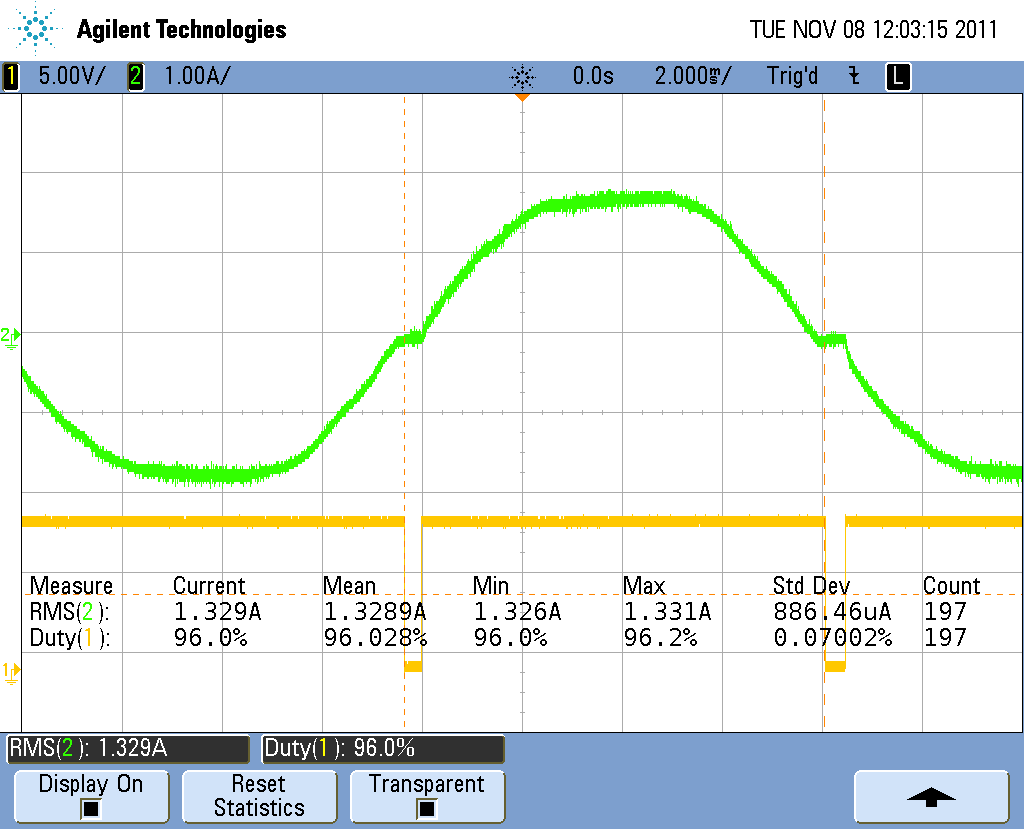 Agilent Technologies TUE NOV 08 12:03:15 2011
1 5.00V/ 2 1.00A/ 0.0s 2.000ms/ Trig'd L
2
Measure Current Mean Min Max Std Dev Count
RMS(2): 1.329A 1.3289A 1.326A 1.331A 886.46uA 197
Duty(1): 96.0% 96.028% 96.0% 96.2% 0.07002% 197
1
RMS(2): 1.329A Duty(1): 96.0%
Display On Reset Transparent
Statistics